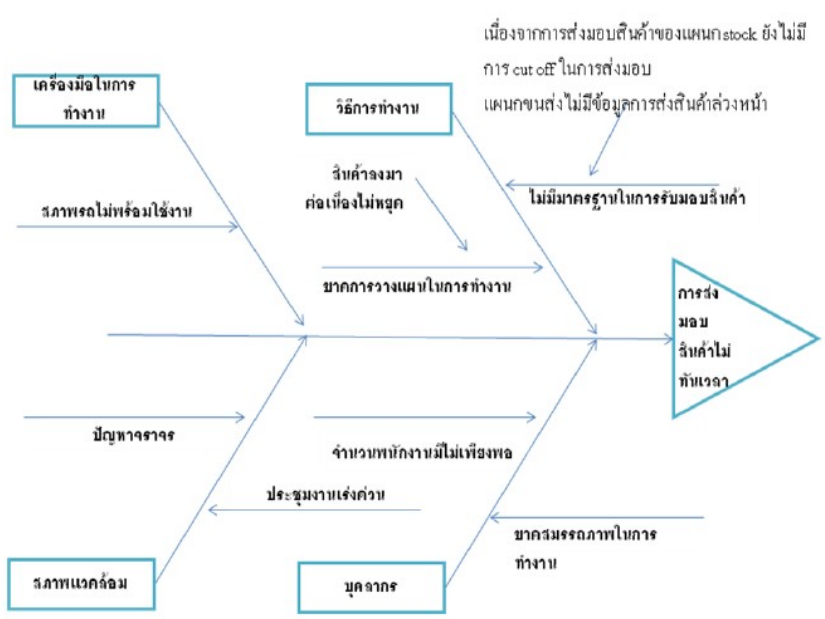 เนื่องจากการส่งมอบสินค้าของแผนก stock ยังไม่มี
การ cut off ในการส่งมอบ
แผนกขนส่งไม่มีข้อมูลการส่งสินค้าล่วงหน้า
เครื่องมือในการ
ทำงาน
วิธีการทำงาน
สินค้าลงมา
ต่อเนื่องไม่หยุด
ไม่มีมาตรฐานในการรับมอบสินค้า
สภาพรถไม่พร้อมใช้งาน
ขาดการวางแผนในการทำงาน
การส่ง
มอบ
สินค้าไม่
ทันเวลา
ปัญหาจราจร
จำนวนพนักงานมีไม่เพียงพอ
ประชุมงานเร่งด่วน
ขาดสมรรถภาพในการ
ทำงาน
สภาพแวดล้อม
บุคลากร